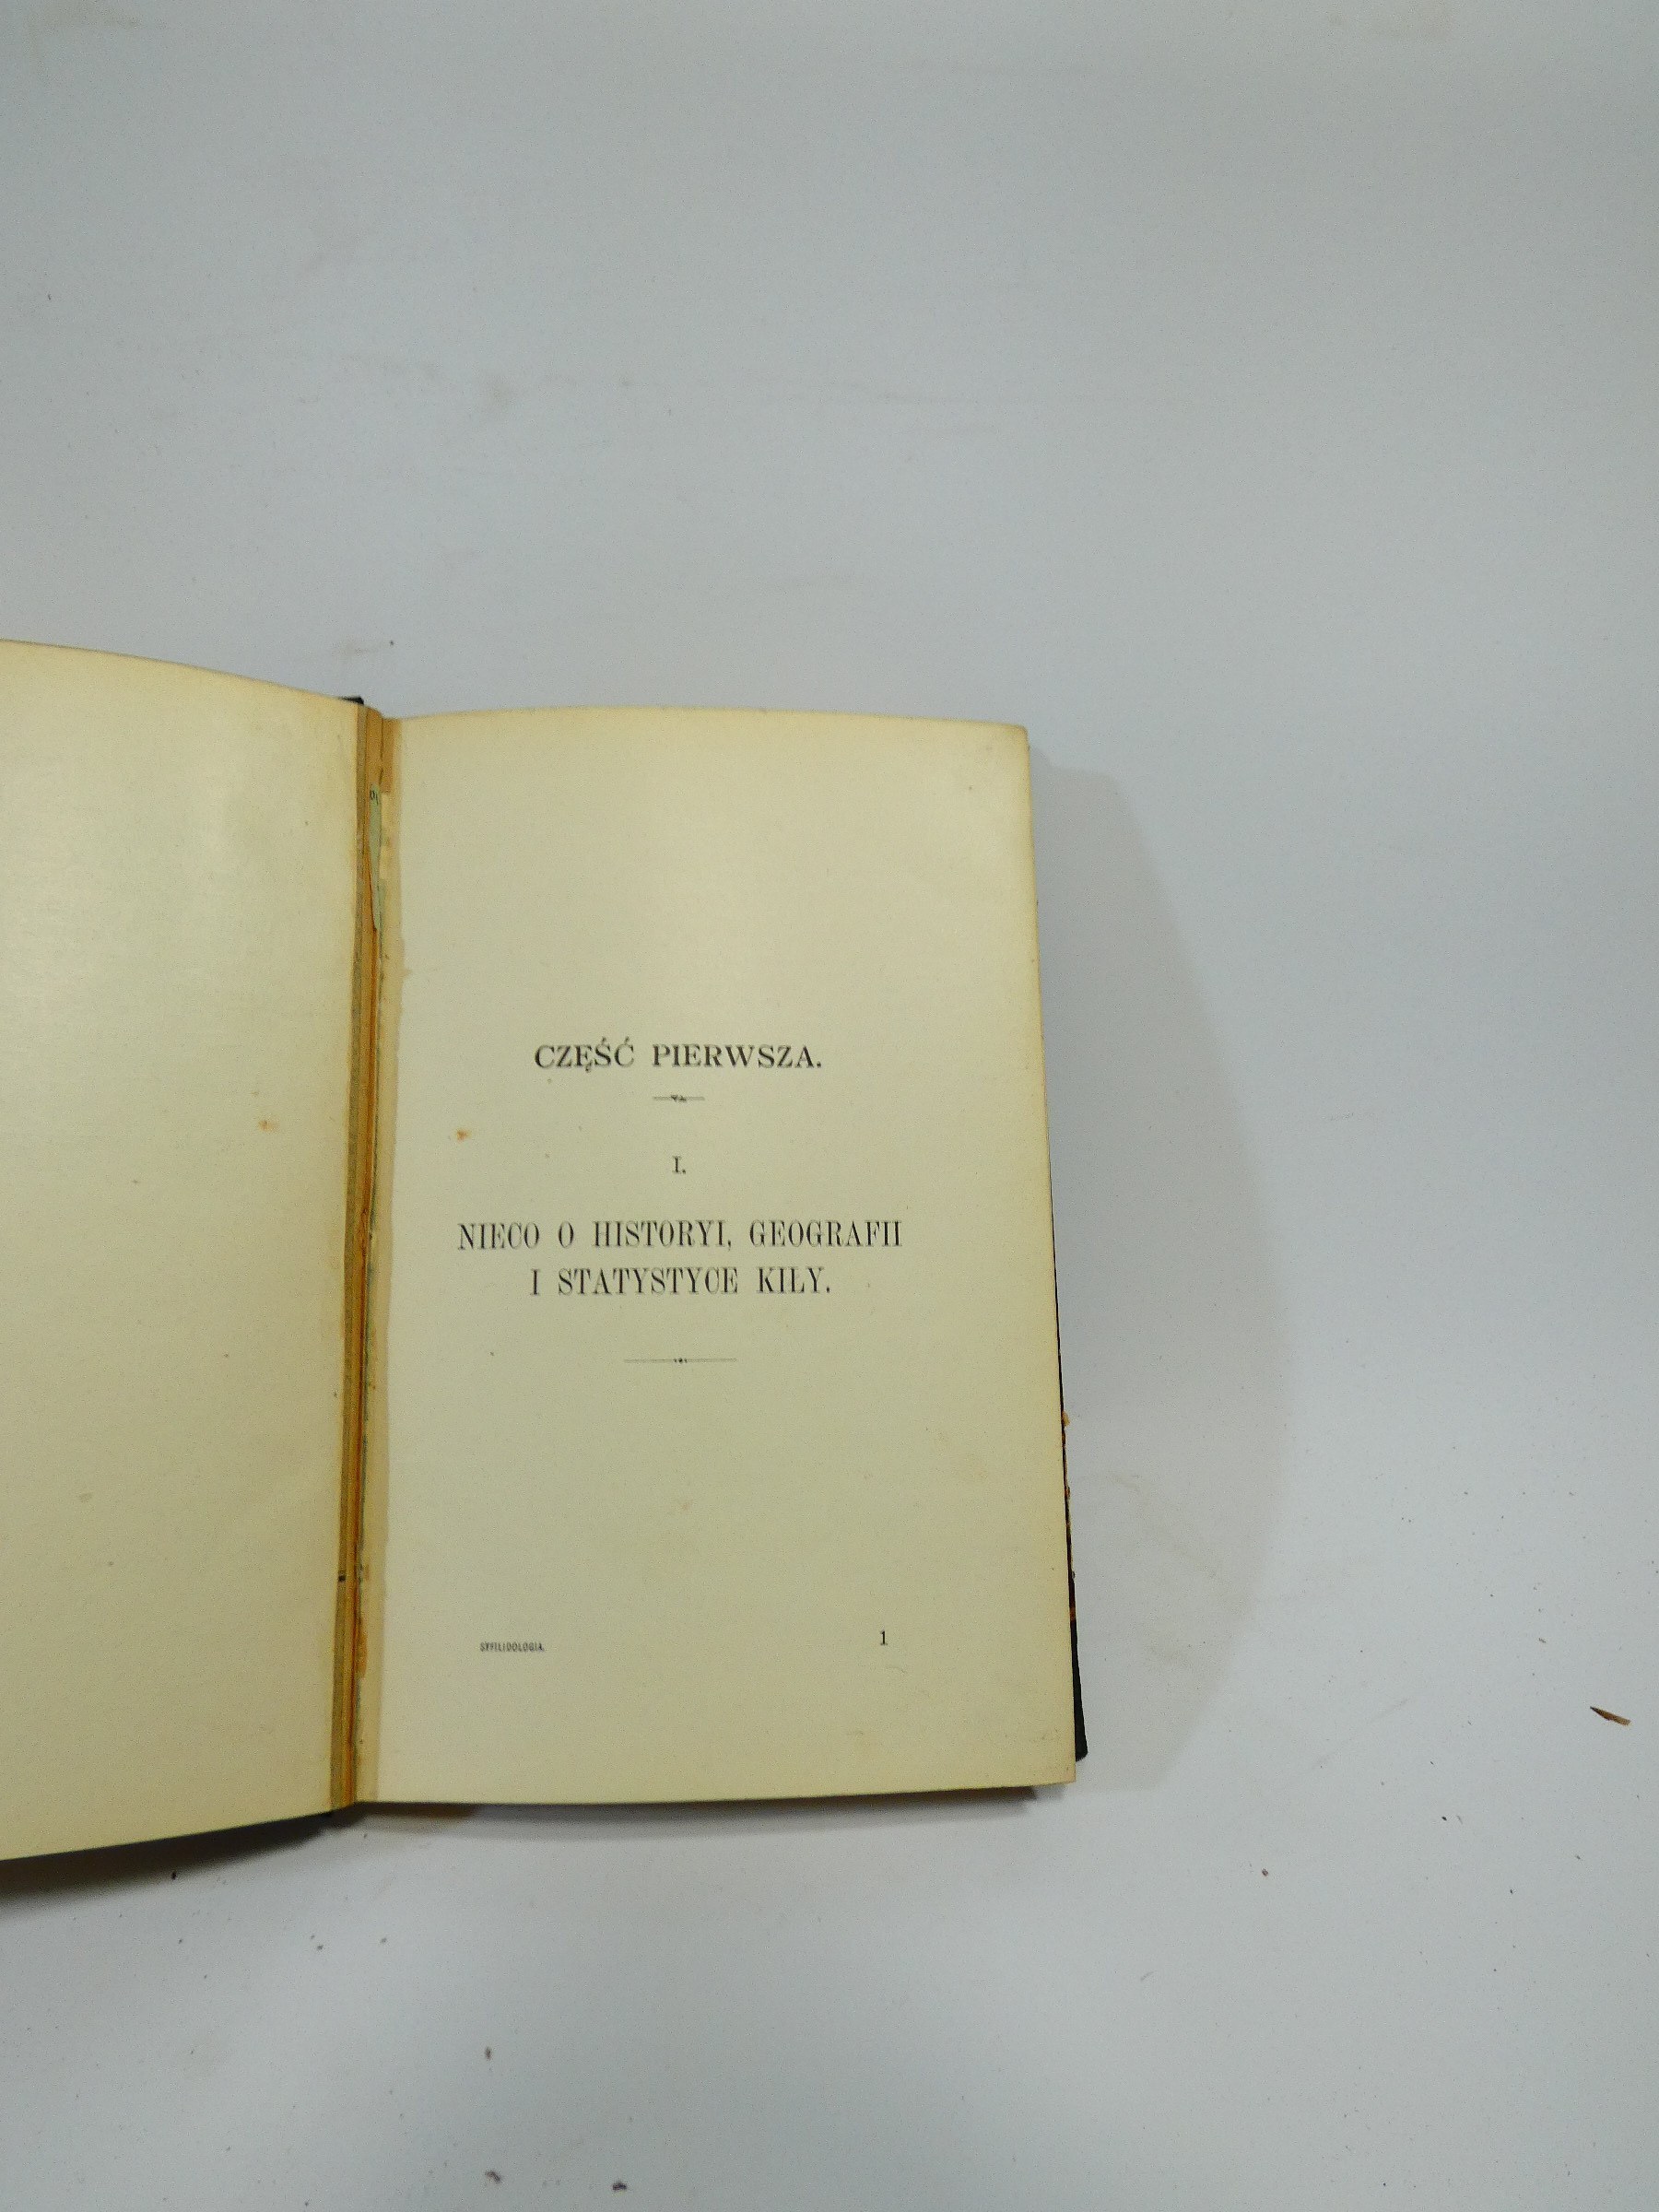 CZĘŚĆ PIERWSZA.
I.
NIECO O HISTORYI, GEOGRAFII
I STATYSTYCE KIŁY.
SYFILIDOLOGIA.
1